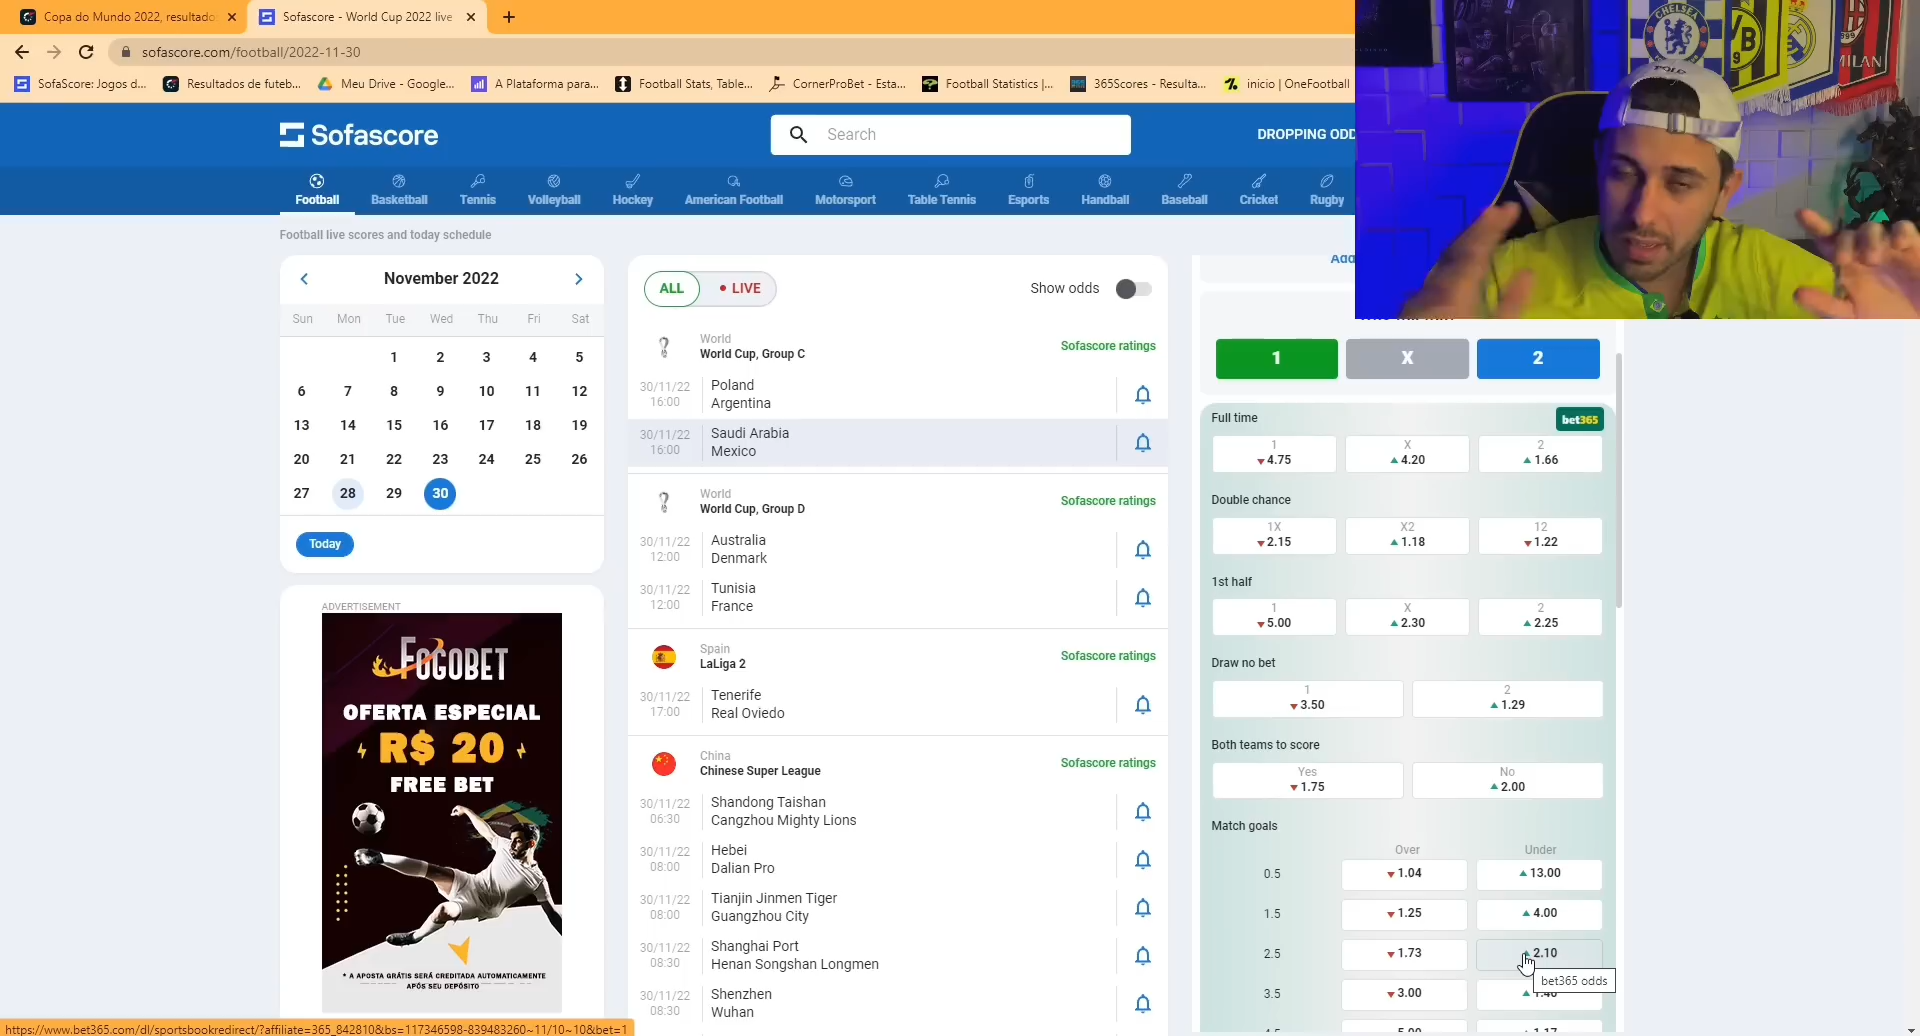 Copa do Mundo 2022, resultado
Sofascore - World Cup 2022 live
sofascore.com/football/2022-11-30
SofaScore: Jogos d...
Resultados de futeb...
Meu Drive - Google...
A Plataforma para...
Football Stats, Table...
CornerProBet - Esta...
Football Statistics |...
365Scores - Resulta...
inicio | OneFootball
Sofascore
Search
DROPPING ODD
Football
Basketball
Tennis
Volleyball
Hockey
American Football
Motorsport
Table Tennis
Esports
Handball
Baseball
Cricket
Rugby
CHELSEA
MILAN
POLO
Football live scores and today schedule
November 2022
Sun Mon Tue Wed Thu Fri Sat
1 2 3 4 5
6 7 8 9 10 11 12
13 14 15 16 17 18 19
20 21 22 23 24 25 26
27 28 29 30
Today
ADVERTISEMENT
FOGOBET
OFERTA ESPECIAL
R$ 20
FREE BET
* A APOSTA GRÁTIS SERÁ CREDITADA AUTOMATICAMENTE
APÓS SEU DEPÓSITO
ALL
LIVE
Show odds
World
World Cup, Group C
Sofascore ratings
30/11/22 Poland
16:00 Argentina
30/11/22 Saudi Arabia
16:00 Mexico
World
World Cup, Group D
Sofascore ratings
30/11/22 Australia
12:00 Denmark
30/11/22 Tunisia
12:00 France
Spain
LaLiga 2
Sofascore ratings
30/11/22 Tenerife
17:00 Real Oviedo
China
Chinese Super League
Sofascore ratings
30/11/22 Shandong Taishan
06:30 Cangzhou Mighty Lions
30/11/22 Hebei
08:00 Dalian Pro
30/11/22 Tianjin Jinmen Tiger
08:00 Guangzhou City
30/11/22 Shanghai Port
08:30 Henan Songshan Longmen
30/11/22 Shenzhen
08:30 Wuhan
Add
1 X 2
Full time
bet365
1 X 2
4.75 4.20 1.66
Double chance
1X X2 12
2.15 1.18 1.22
1st half
1 X 2
5.00 2.30 2.25
Draw no bet
1 2
3.50 1.29
Both teams to score
Yes No
1.75 2.00
Match goals
Over Under
0.5 1.04 13.00
1.5 1.25 4.00
2.5 1.73 2.10
bet365 odds
3.5 3.00 1.40
https://www.bet365.com/dl/sportsbookredirect/?affiliate=365_842810&bs=117346598-839483260~11/10~10&bet=1